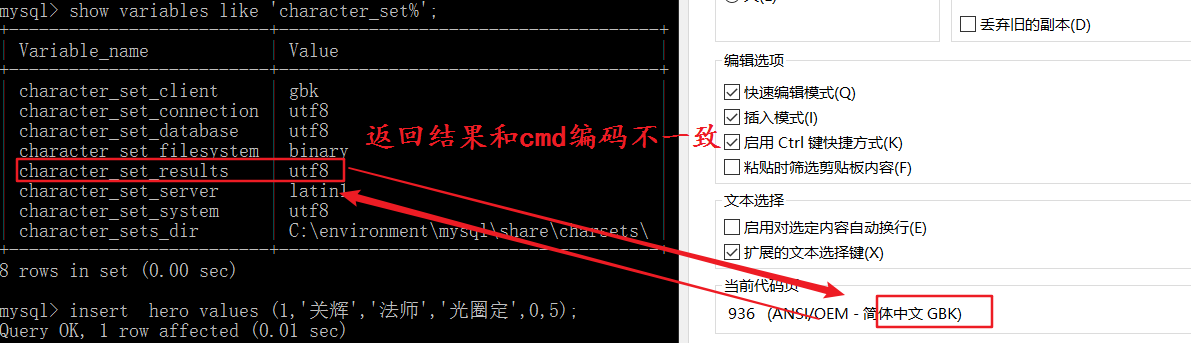 mysql> show variables like 'character_set%';
Variable_name | Value
character_set_client | gbk
character_set_connection | utf8
character_set_database | utf8
character_set_filesystem | binary
character_set_results | utf8
character_set_server | latin1
character_set_system | utf8
character_sets_dir | C:\environment\mysql\share\charsets\
8 rows in set (0.00 sec)
mysql> insert  hero values (1,'关辉','法师','光圈定',0,5);
Query OK, 1 row affected (0.01 sec)
返回结果和cmd编码不一致
丢弃旧的副本(D)
编辑选项
快速编辑模式(Q)
插入模式(I)
启用 Ctrl 键快捷方式(K)
粘贴时筛选剪贴板内容(F)
文本选择
启用对选定内容自动换行(E)
扩展的文本选择键(X)
当前代码页
936   (ANSI/OEM - 简体中文 GBK)